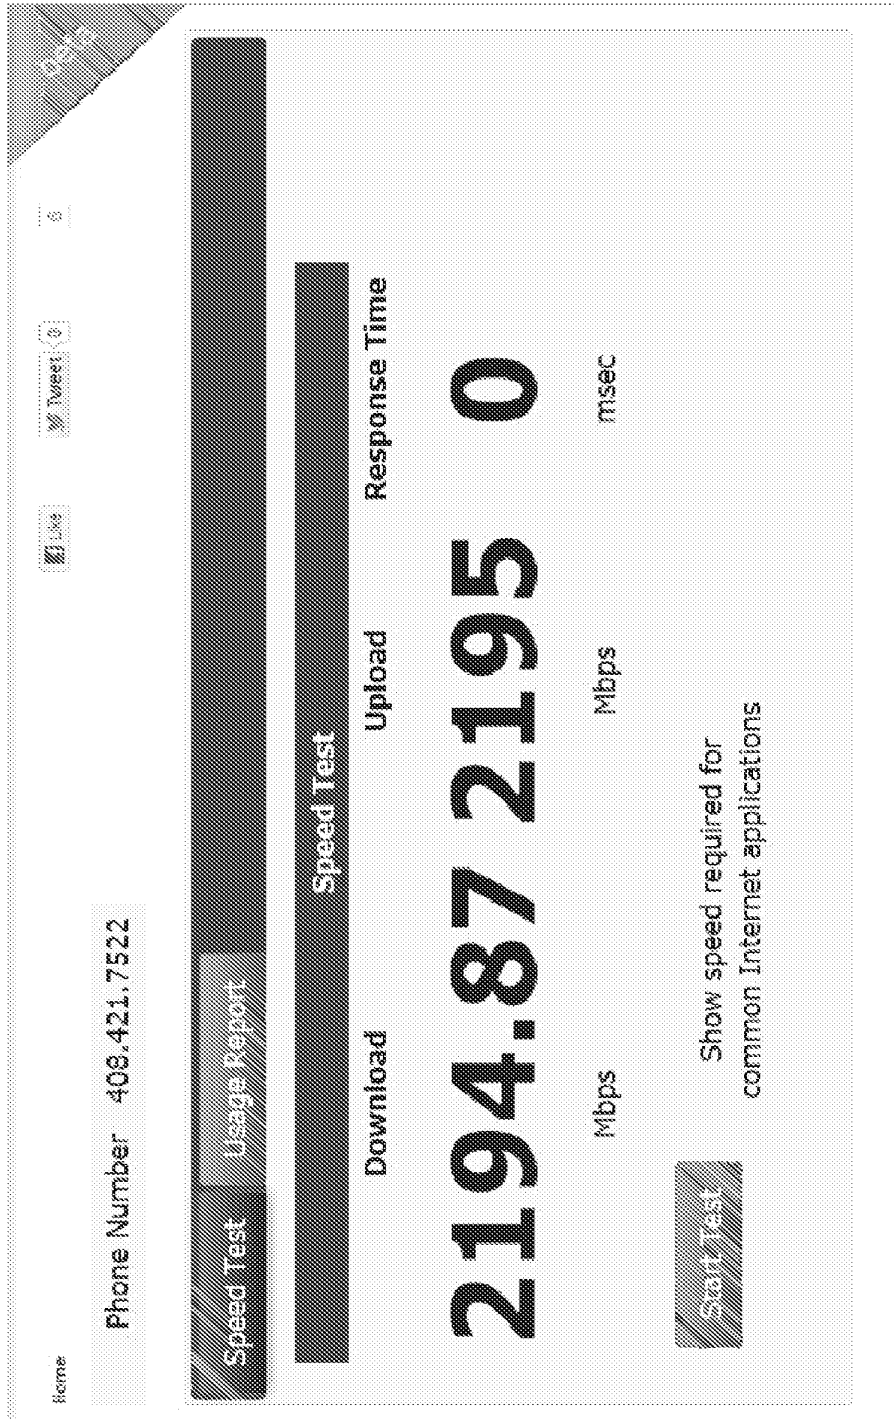 Home
Like
Tweet 0
0
Phone Number 408.421.7522
Speed Test
Usage Report
Speed Test
Download
Upload
Response Time
2194.87 2195 0
Mbps
Mbps
msec
Start Test
Show speed required for
common Internet applications